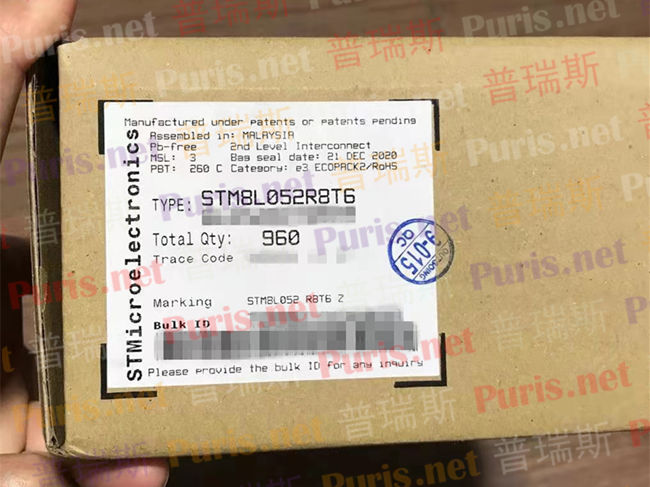 STMicroelectronics
Manufactured under patents or patents pending
Assembled in: MALAYSIA
Pb-free 2nd Level Interconnect
MSL: 3 Bag seal date: 21 DEC 2020
PBT: 260 C Category: e3 ECOPACK2/RoHS
TYPE: STM8L052R8T6
Total Qty: 960
Trace Code
Marking STM8L052 R8T6 Z
Bulk ID
Please provide the bulk ID for any inquiry
3-015
QC
普瑞斯 Puris.net